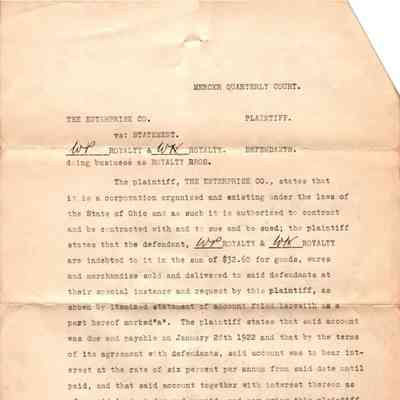 MERCER QUARTERLY COURT.
THE ENTERPRISE CO. PLAINTIFF.
vs: STATEMENT.
WP ROYALTY & WK ROYALTY. DEFENDANTS.
doing business as ROYALTY BROS.
The plaintiff, THE ENTERPRISE CO., states that
it is a corporation organized and existing under the laws of
the State of Ohio and as such it is authorized to contract
and be contracted with and to sue and be sued; the plaintiff
states that the defendant, WP ROYALTY & WK ROYALTY
are indebted to it in the sum of $32.60 for goods, wares
and merchandise sold and delivered to said defendants at
their special instance and request by this plaintiff, as
shown by itemized statement of account filed herewith as a
part hereof marked "A". The plaintiff states that said account
was due and payable on January 28th 1922 and that by the terms
of its agreement with defendants, said account was to bear int-
erest at the rate of six percent per annum from said date until
paid, and that said account together with interest thereon as